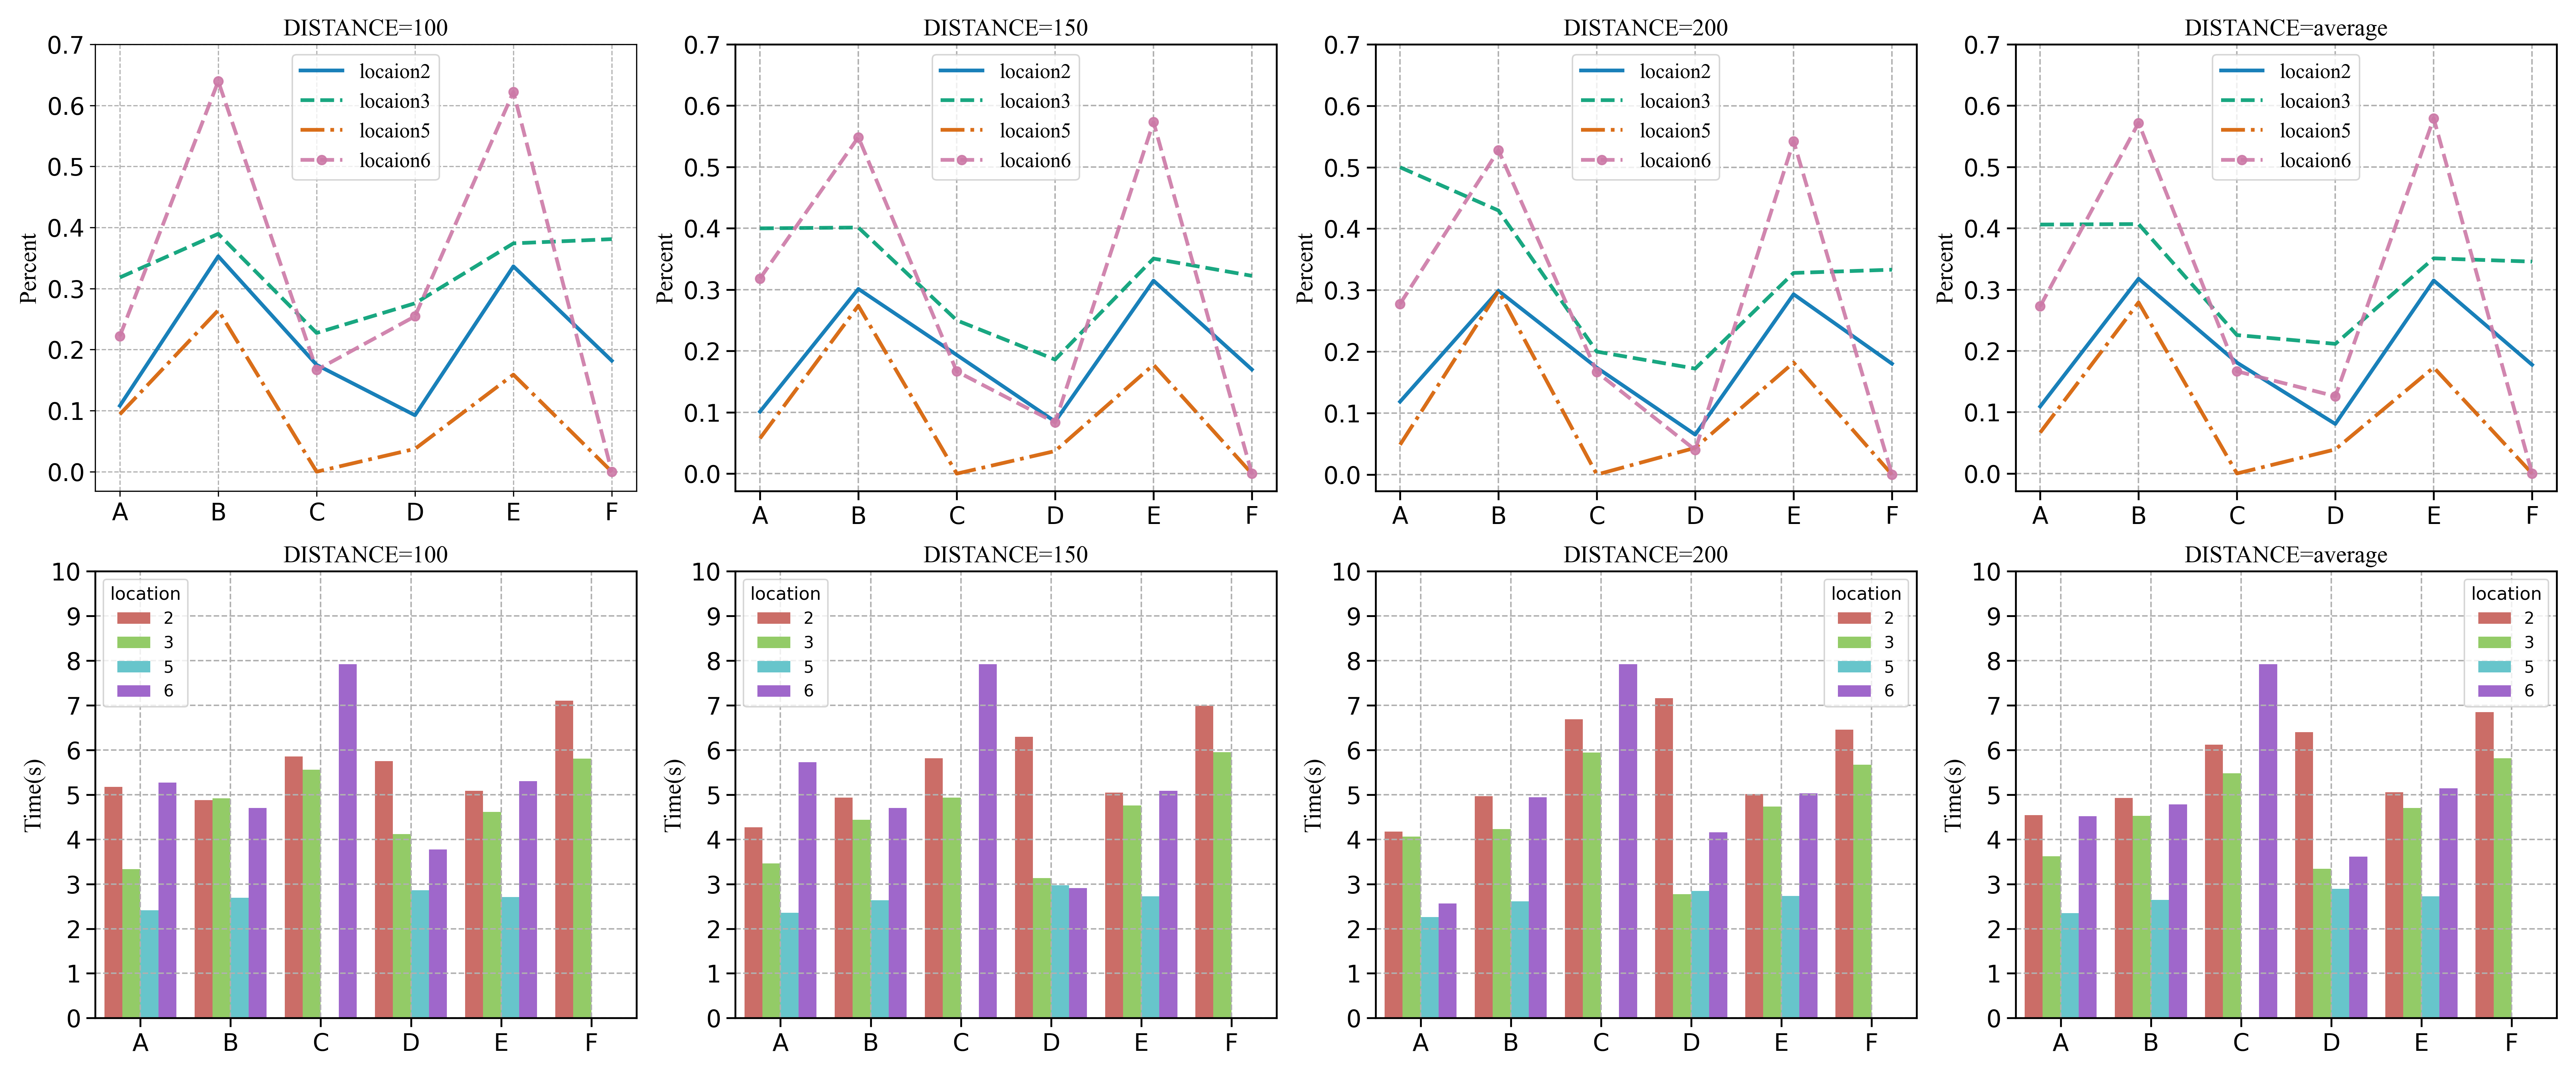 DISTANCE=100
0.7
0.6
0.5
0.4
0.3
0.2
0.1
0.0
Percent
locaion2
locaion3
locaion5
locaion6
A B C D E F
DISTANCE=150
0.7
0.6
0.5
0.4
0.3
0.2
0.1
0.0
Percent
locaion2
locaion3
locaion5
locaion6
A B C D E F
DISTANCE=200
0.7
0.6
0.5
0.4
0.3
0.2
0.1
0.0
Percent
locaion2
locaion3
locaion5
locaion6
A B C D E F
DISTANCE=average
0.7
0.6
0.5
0.4
0.3
0.2
0.1
0.0
Percent
locaion2
locaion3
locaion5
locaion6
A B C D E F
DISTANCE=100
10
9
8
7
6
5
4
3
2
1
0
Time(s)
location
2
3
5
6
A B C D E F
DISTANCE=150
10
9
8
7
6
5
4
3
2
1
0
Time(s)
location
2
3
5
6
A B C D E F
DISTANCE=200
10
9
8
7
6
5
4
3
2
1
0
Time(s)
location
2
3
5
6
A B C D E F
DISTANCE=average
10
9
8
7
6
5
4
3
2
1
0
Time(s)
location
2
3
5
6
A B C D E F